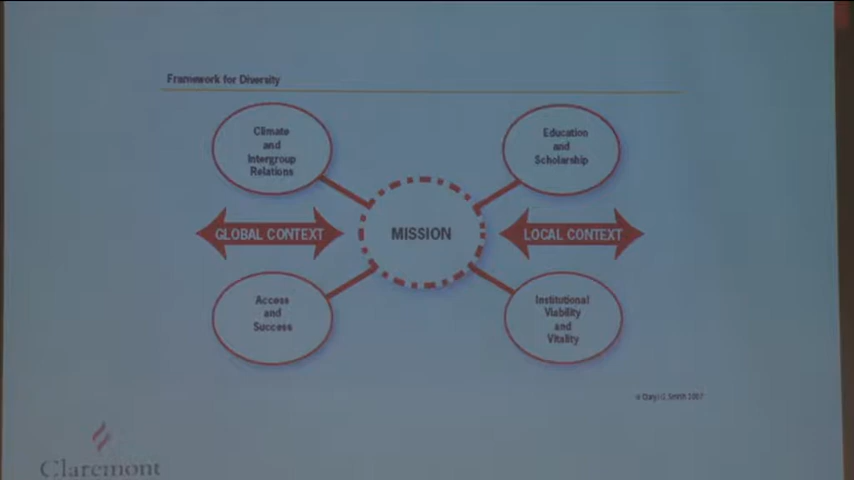 Framework for Diversity
Climate
and
Intergroup
Relations
Education
and
Scholarship
GLOBAL CONTEXT
MISSION
LOCAL CONTEXT
Access
and
Success
Institutional
Viability
and
Vitality
Smith
Claremont